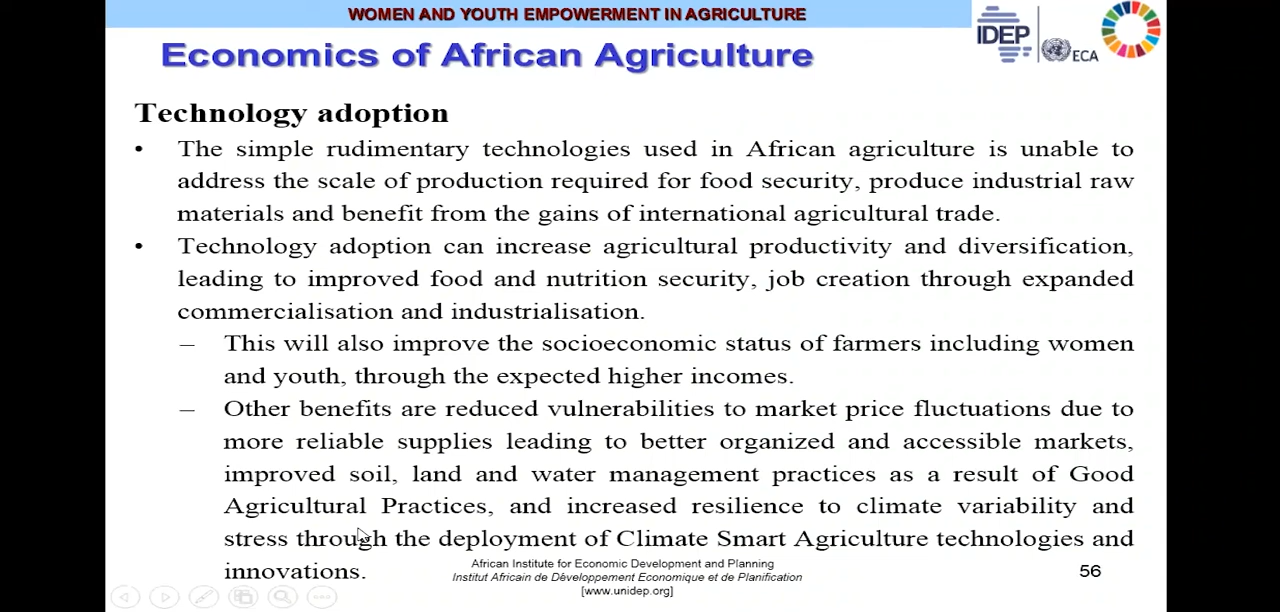 WOMEN AND YOUTH EMPOWERMENT IN AGRICULTURE
Economics of African Agriculture
IDEP
ECA
Technology adoption
• The simple rudimentary technologies used in African agriculture is unable to
address the scale of production required for food security, produce industrial raw
materials and benefit from the gains of international agricultural trade.
• Technology adoption can increase agricultural productivity and diversification,
leading to improved food and nutrition security, job creation through expanded
commercialisation and industrialisation.
– This will also improve the socioeconomic status of farmers including women
and youth, through the expected higher incomes.
– Other benefits are reduced vulnerabilities to market price fluctuations due to
more reliable supplies leading to better organized and accessible markets,
improved soil, land and water management practices as a result of Good
Agricultural Practices, and increased resilience to climate variability and
stress through the deployment of Climate Smart Agriculture technologies and
innovations.
African Institute for Economic Development and Planning
Institut Africain de Développement Economique et de Planification
[www.unidep.org]
56